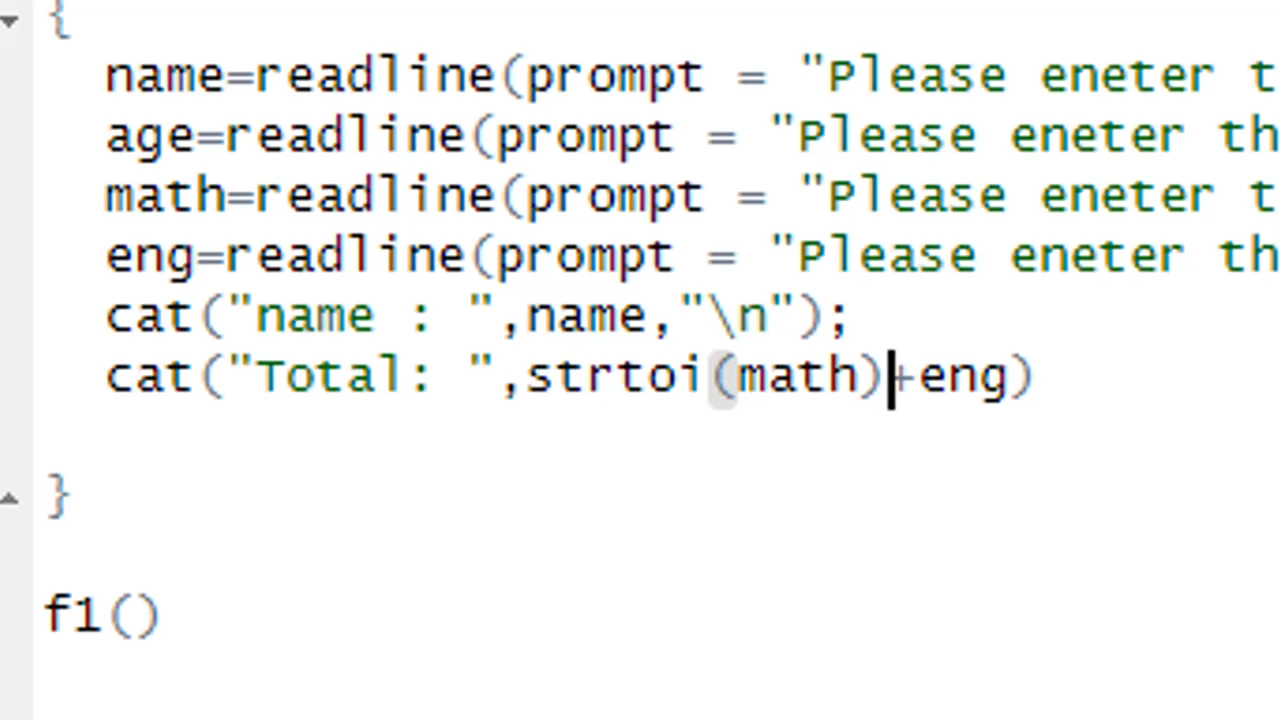 {
name=readline(prompt = "Please eneter t
age=readline(prompt = "Please eneter th
math=readline(prompt = "Please eneter t
eng=readline(prompt = "Please eneter th
cat("name : ",name,"\n");
cat("Total: ",strtoi(math)+eng)
}
f1()